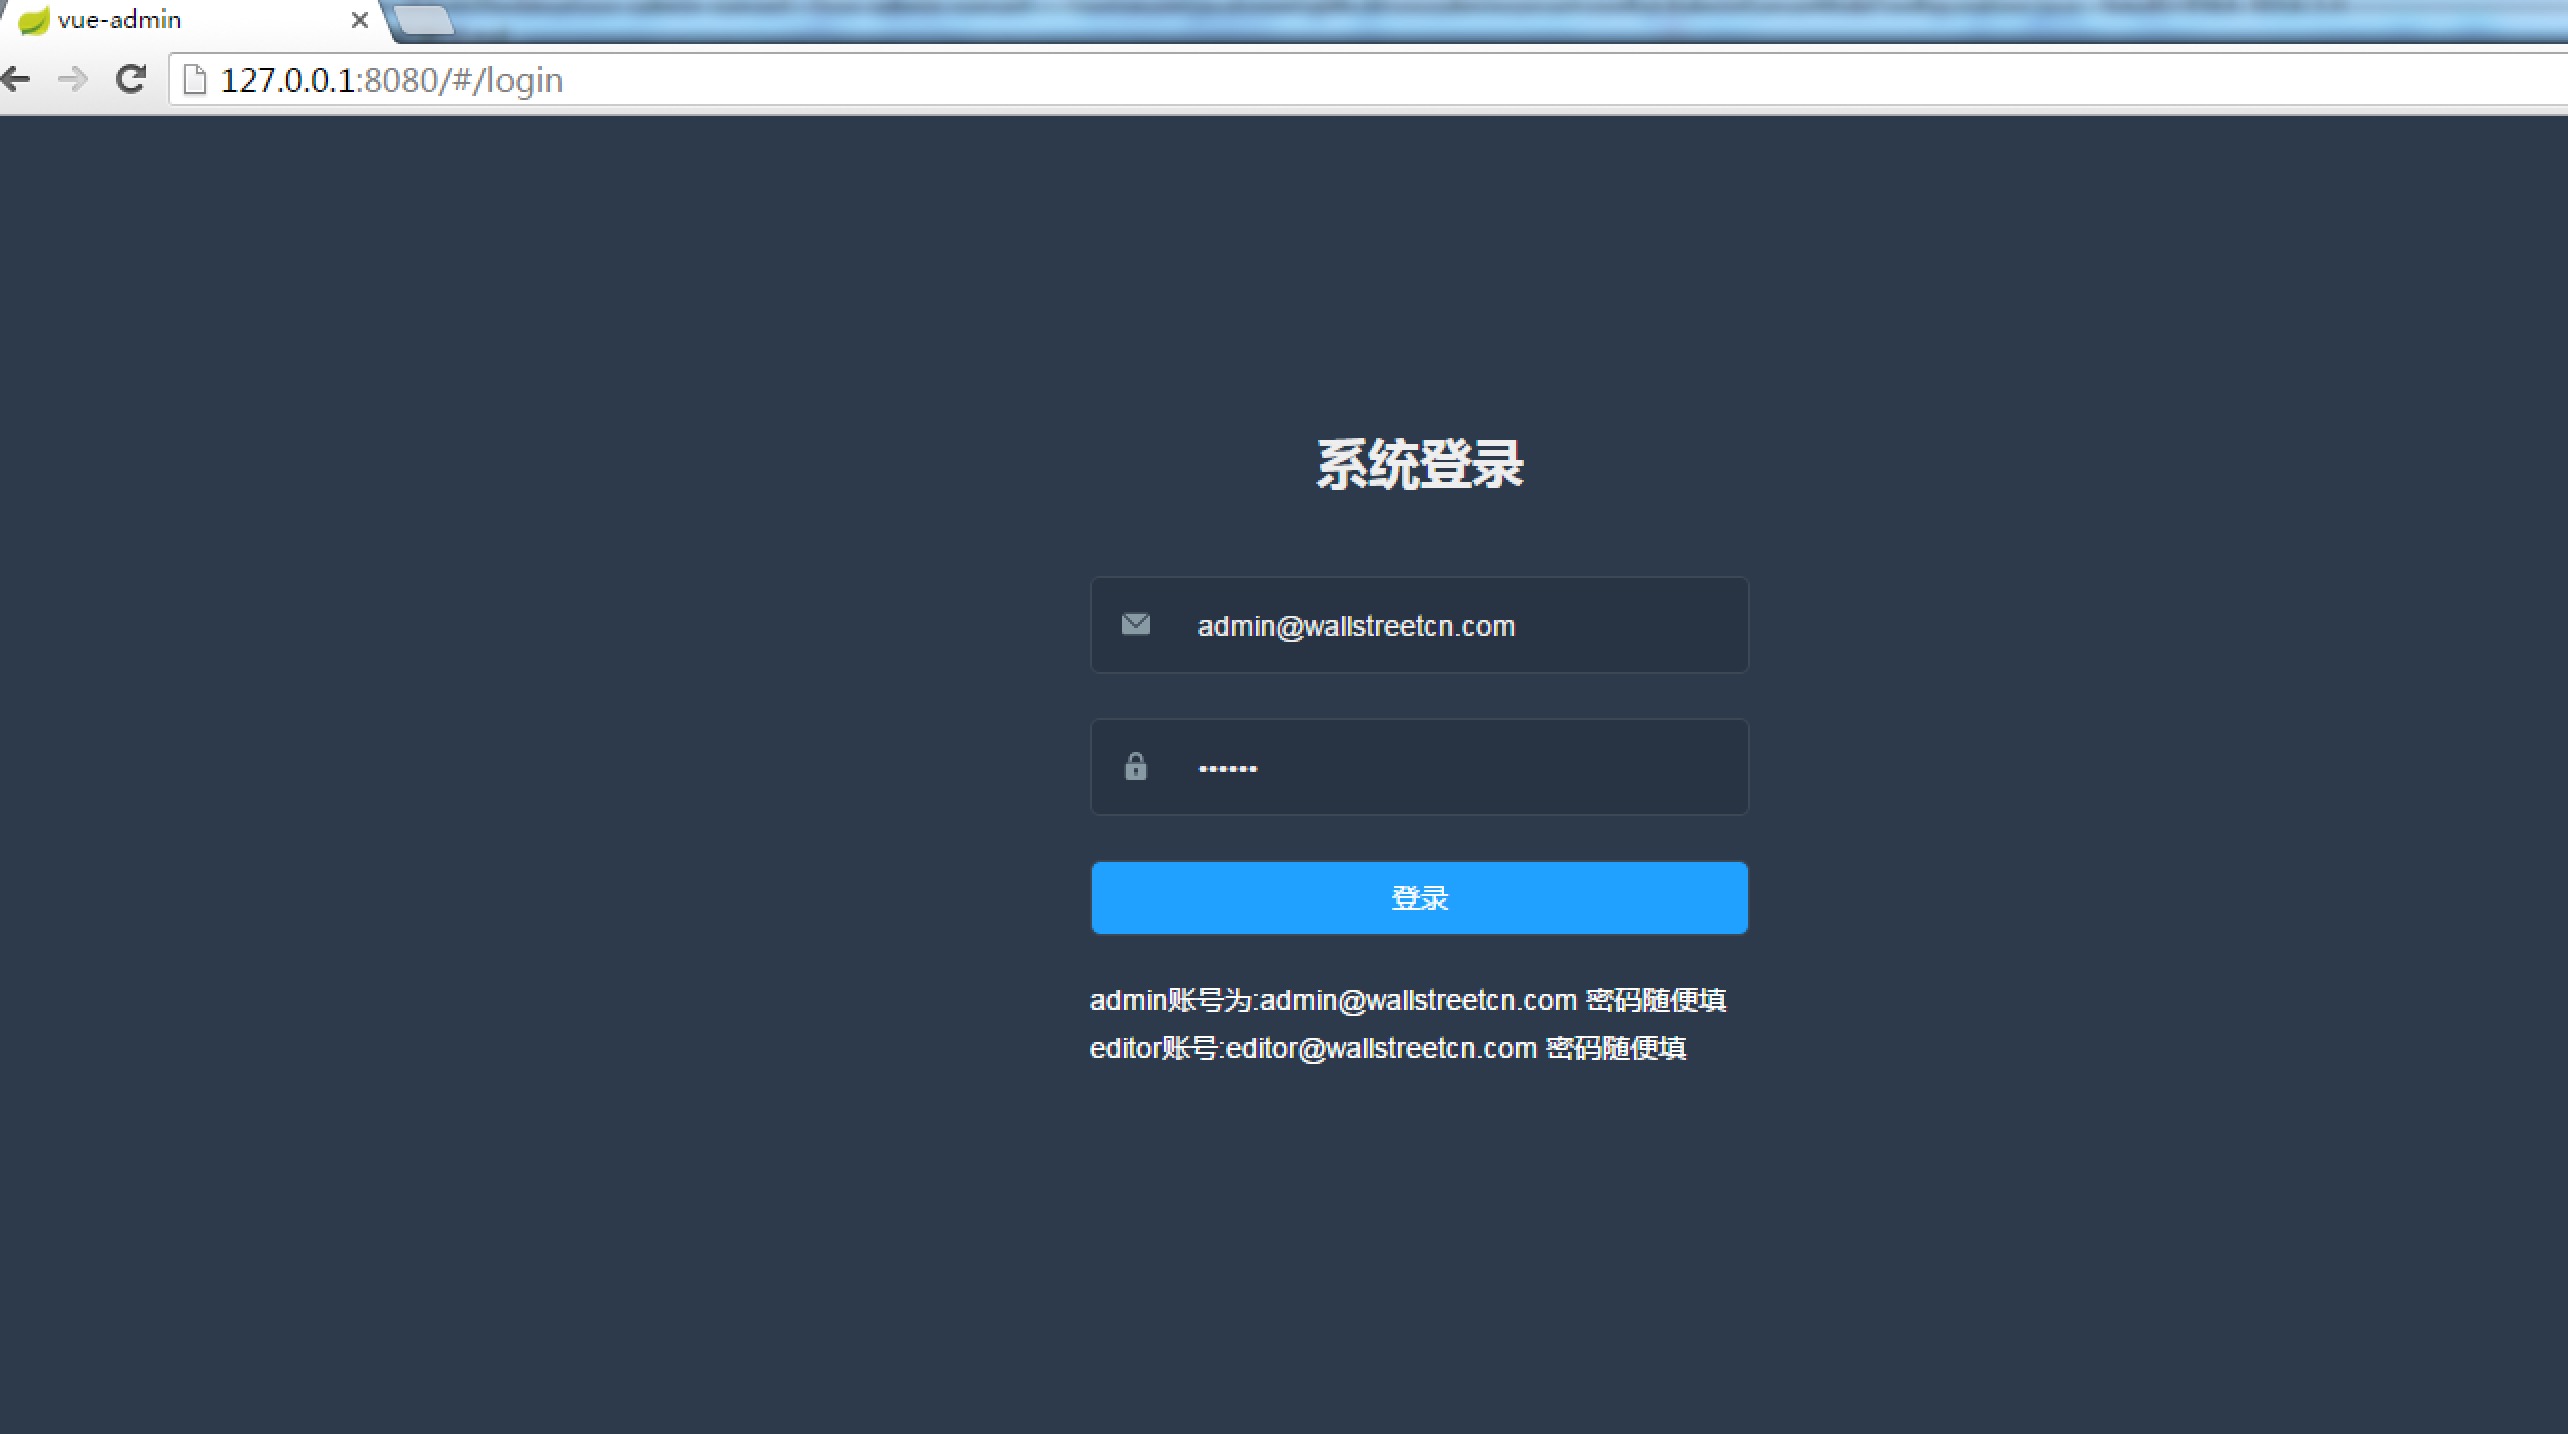 vue-admin
127.0.0.1:8080/#/login
系统登录
admin@wallstreetcn.com
••••••
登录
admin账号为:admin@wallstreetcn.com 密码随便填
editor账号:editor@wallstreetcn.com 密码随便填